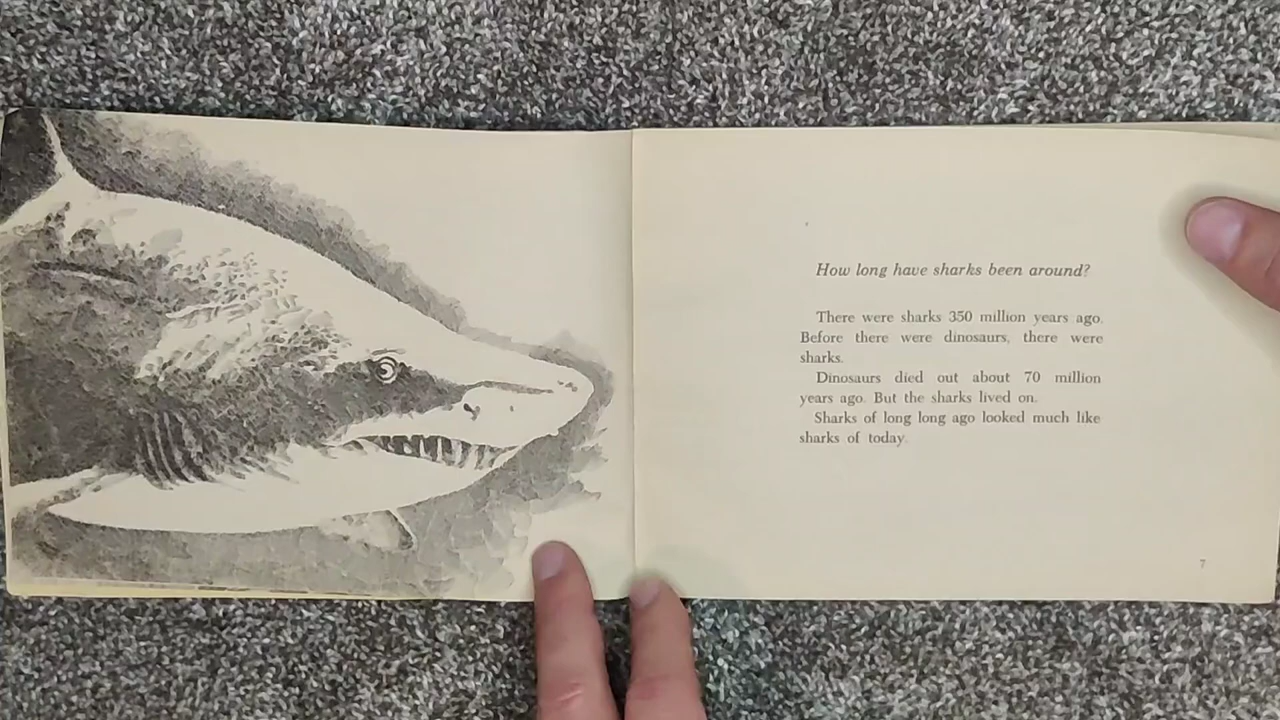 How long have sharks been around?
There were sharks 350 million years ago.
Before there were dinosaurs, there were
sharks.
Dinosaurs died out about 70 million
years ago. But the sharks lived on.
Sharks of long long ago looked much like
sharks of today.
7